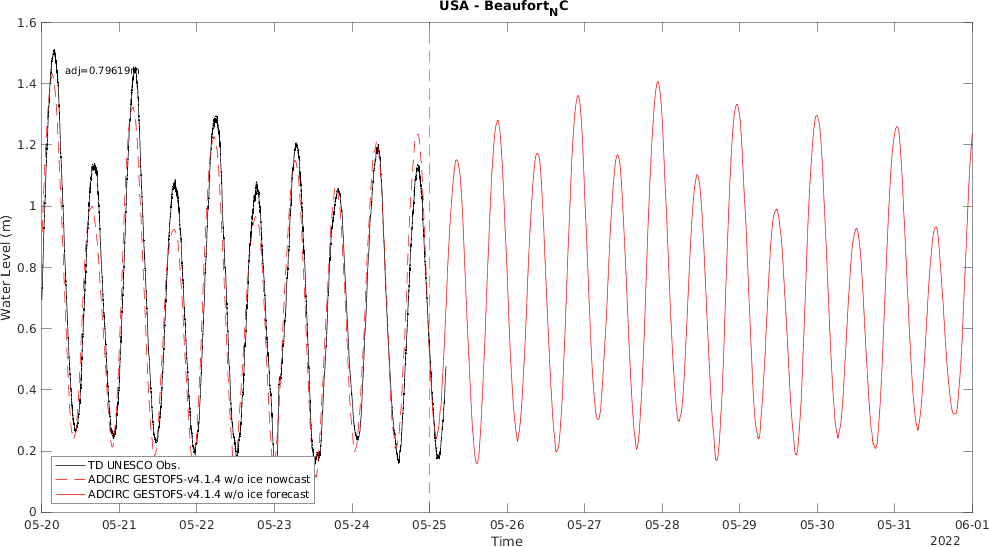 USA - Beaufort_NC
adj=0.79619m
Water Level (m)
1.6
1.4
1.2
1
0.8
0.6
0.4
0.2
0
TD UNESCO Obs.
ADCIRC GESTOFS-v4.1.4 w/o ice nowcast
ADCIRC GESTOFS-v4.1.4 w/o ice forecast
05-20 05-21 05-22 05-23 05-24 05-25 05-26 05-27 05-28 05-29 05-30 05-31 06-01
Time
2022